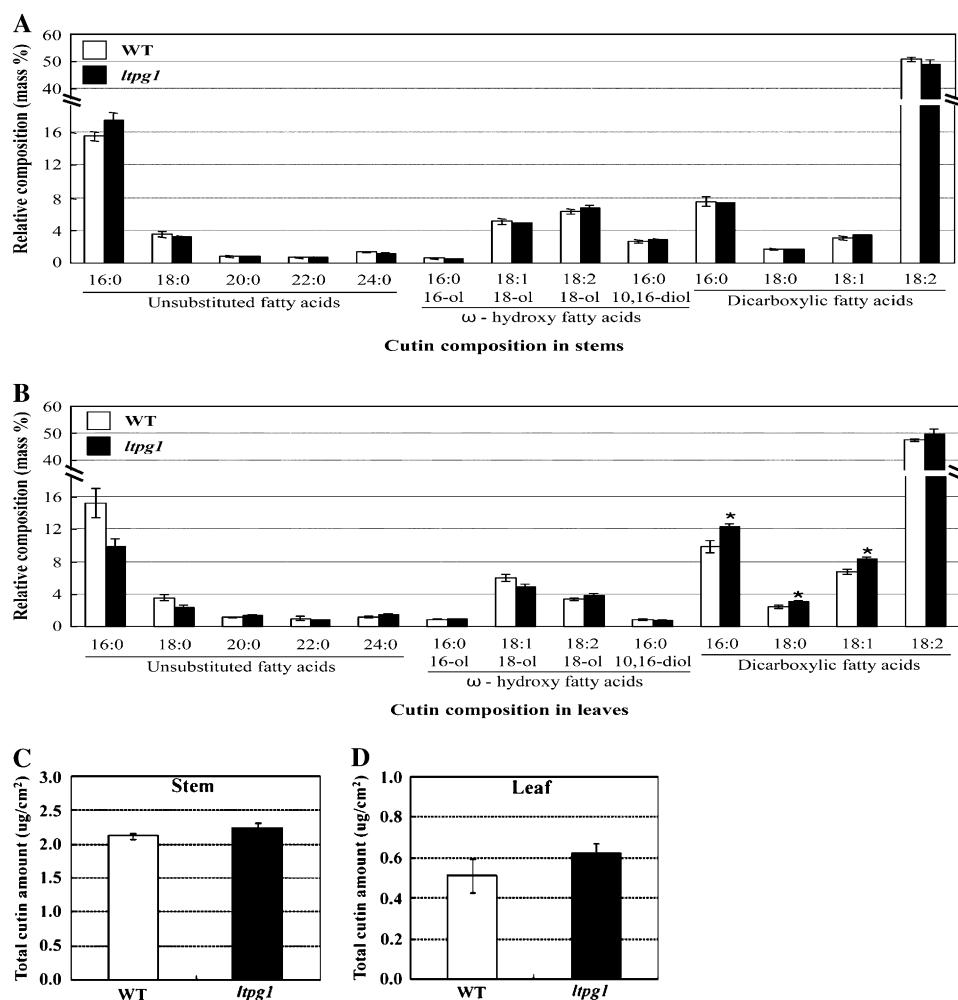 A
Relative composition (mass %)
60
50
40
16
12
8
4
0
WT
ltpg1
16:0 18:0 20:0 22:0 24:0 16:0 18:1 18:2 16:0 16:0 18:0 18:1 18:2
16-ol 18-ol 18-ol 10,16-diol
Unsubstituted fatty acids
ω - hydroxy fatty acids
Dicarboxylic fatty acids
Cutin composition in stems
B
Relative composition (mass %)
60
50
40
16
12
8
4
0
WT
ltpg1
* * *
16:0 18:0 20:0 22:0 24:0 16:0 18:1 18:2 16:0 16:0 18:0 18:1 18:2
16-ol 18-ol 18-ol 10,16-diol
Unsubstituted fatty acids
ω - hydroxy fatty acids
Dicarboxylic fatty acids
Cutin composition in leaves
C
Total cutin amount (ug/cm²)
3.0
2.5
2.0
1.5
1.0
0.5
0.0
Stem
WT ltpg1
D
Total cutin amount (ug/cm²)
1.0
0.8
0.6
0.4
0.2
0.0
Leaf
WT ltpg1